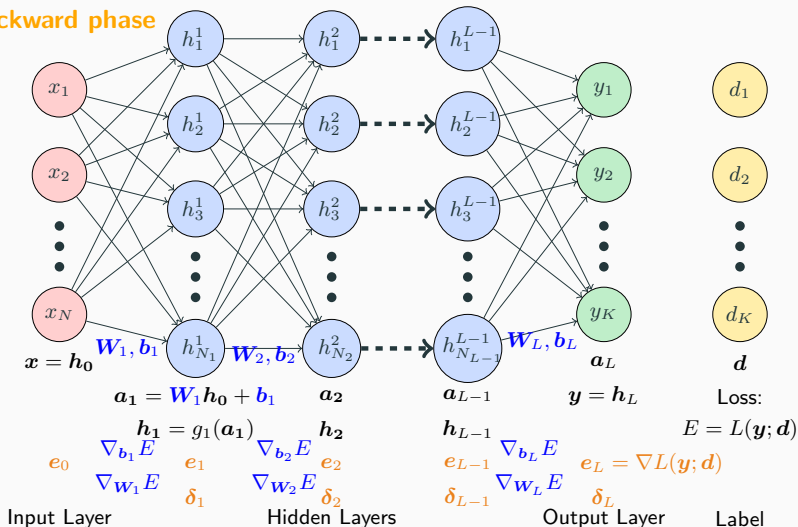 ckward phase
h_1^1 h_1^2 h_1^{L-1}
x_1 y_1 d_1
h_2^1 h_2^2 h_2^{L-1}
x_2 y_2 d_2
h_3^1 h_3^2 h_3^{L-1}
x_N y_K d_K
h_{N_1}^1 h_{N_2}^2 h_{N_{L-1}}^{L-1}
x = h_0 W_1, b_1 W_2, b_2 W_L, b_L a_L d
a_1 = W_1 h_0 + b_1 a_2 a_{L-1} y = h_L Loss:
h_1 = g_1(a_1) h_2 h_{L-1} E = L(y; d)
∇_{b_1}E ∇_{b_2}E ∇_{b_L}E
e_0 e_1 e_2 e_{L-1} e_L = ∇L(y; d)
∇_{W_1}E ∇_{W_2}E ∇_{W_L}E
δ_1 δ_2 δ_{L-1} δ_L
Input Layer Hidden Layers Output Layer Label